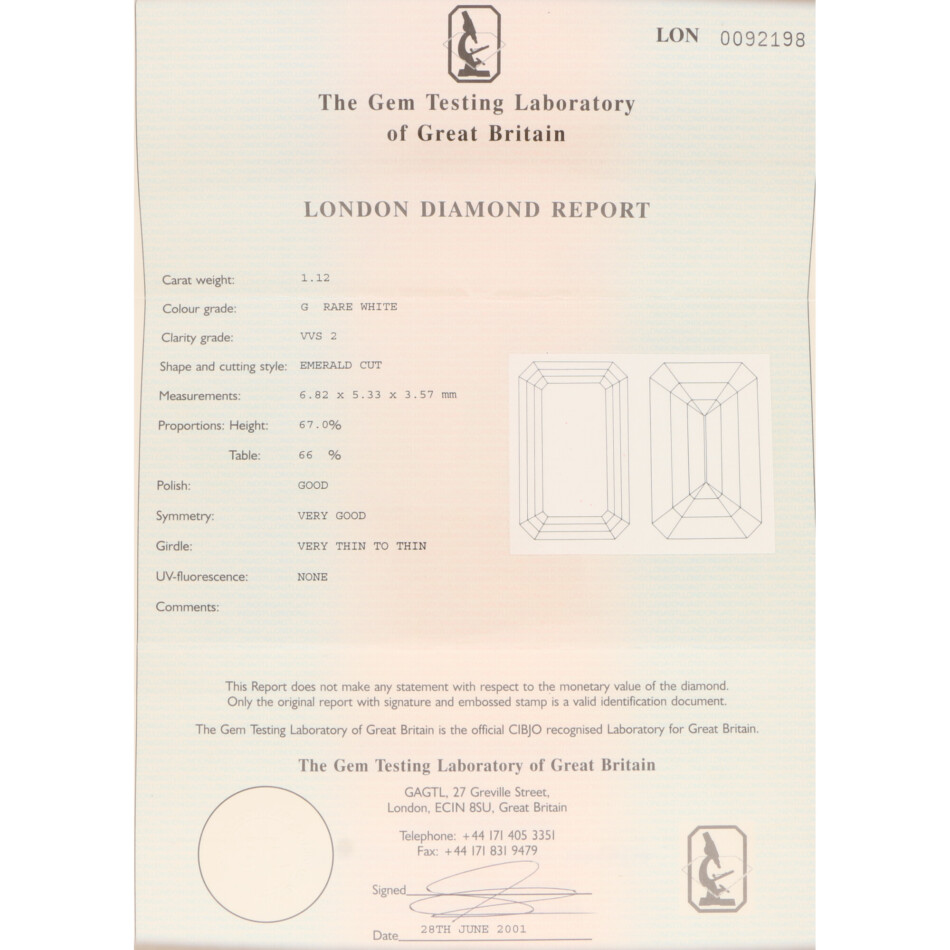 LON 0092198
The Gem Testing Laboratory
of Great Britain
LONDON DIAMOND REPORT
Carat weight: 1.12
Colour grade: G RARE WHITE
Clarity grade: VVS 2
Shape and cutting style: EMERALD CUT
Measurements: 6.82 x 5.33 x 3.57 mm
Proportions: Height: 67.0%
Table: 66 %
Polish: GOOD
Symmetry: VERY GOOD
Girdle: VERY THIN TO THIN
UV-fluorescence: NONE
Comments:
This Report does not make any statement with respect to the monetary value of the diamond.
Only the original report with signature and embossed stamp is a valid identification document.
The Gem Testing Laboratory of Great Britain is the official CIBJO recognised Laboratory for Great Britain.
The Gem Testing Laboratory of Great Britain
GAGTL, 27 Greville Street,
London, ECIN 8SU, Great Britain
Telephone: +44 171 405 3351
Fax: +44 171 831 9479
Signed
Date 28TH JUNE 2001